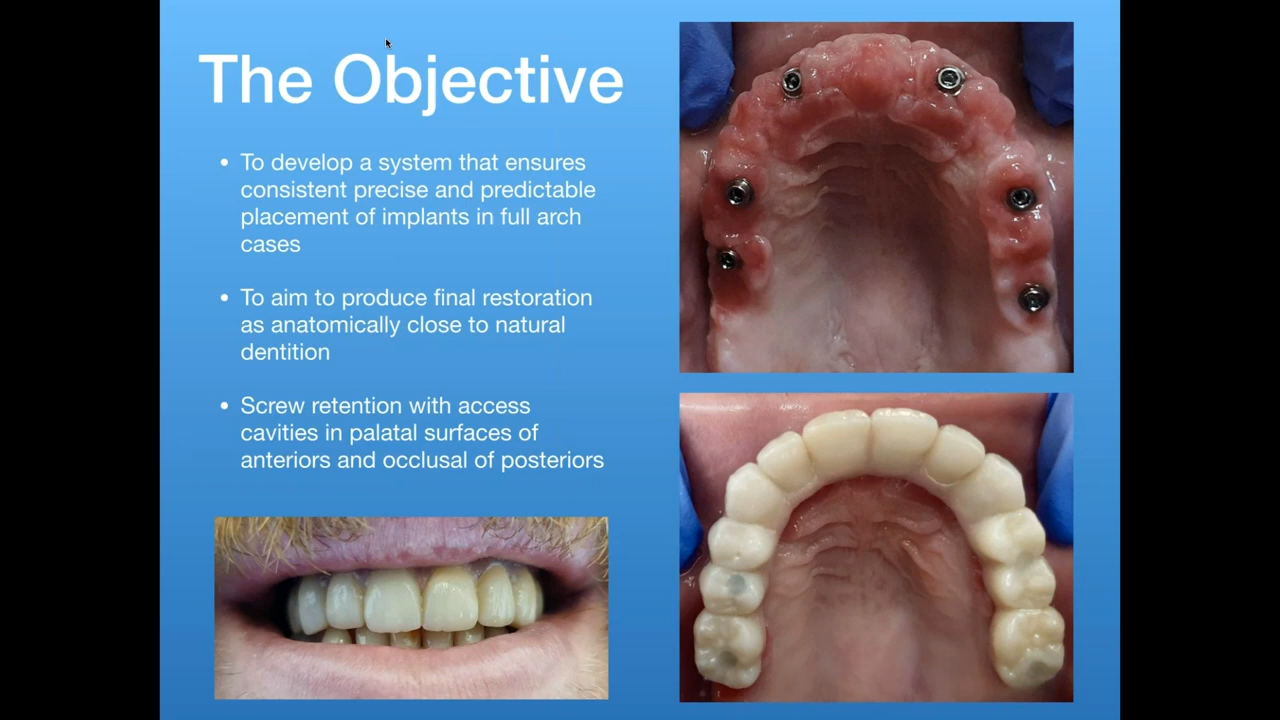 The Objective
• To develop a system that ensures
consistent precise and predictable
placement of implants in full arch
cases
• To aim to produce final restoration
as anatomically close to natural
dentition
• Screw retention with access
cavities in palatal surfaces of
anteriors and occlusal of posteriors